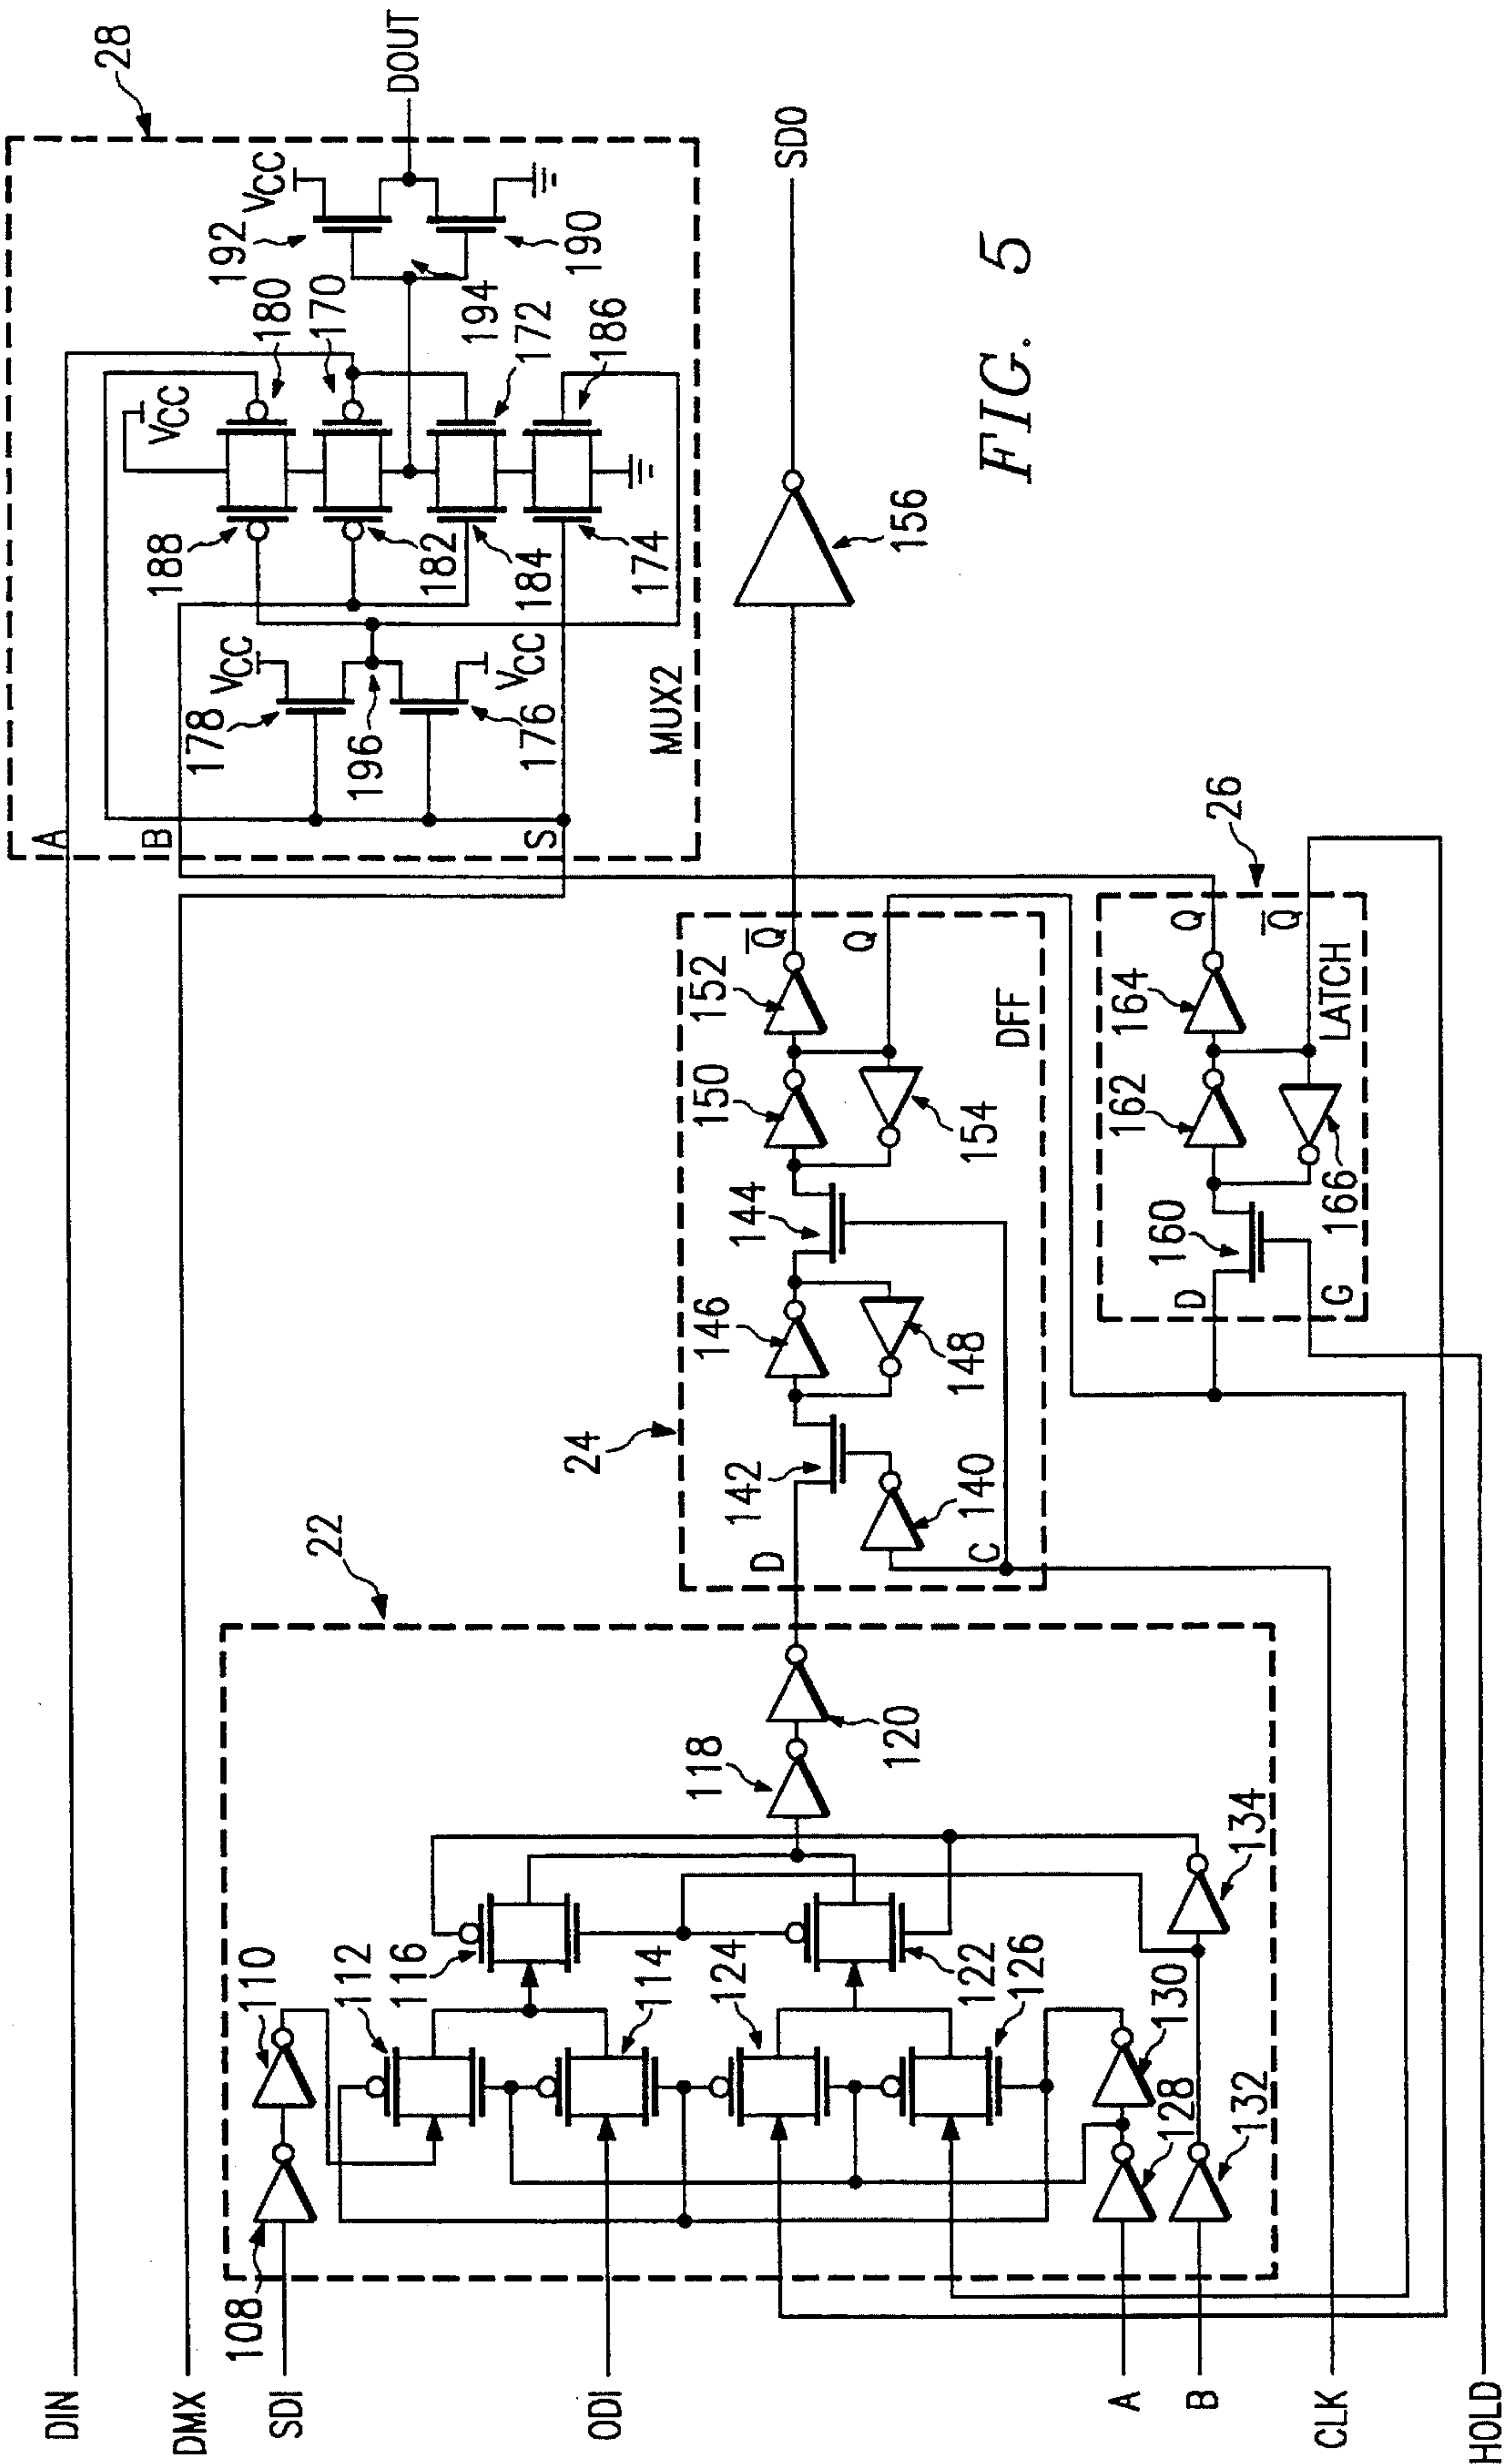 DIN
DMX
SDI
ODI
A
B
CLK
HOLD
22
108
110
112
116
114
124
122
126
118
120
128
130
132
134
24
D
C
142
140
146
148
144
150
154
152
Q
Q
DFF
26
D
G
160
162
166
164
Q
Q
LATCH
156
SDO
28
A
B
S
MUX2
178
VCC
196
176
VCC
188
182
184
174
VCC
180
170
172
186
194
192
VCC
190
DOUT
FIG. 5